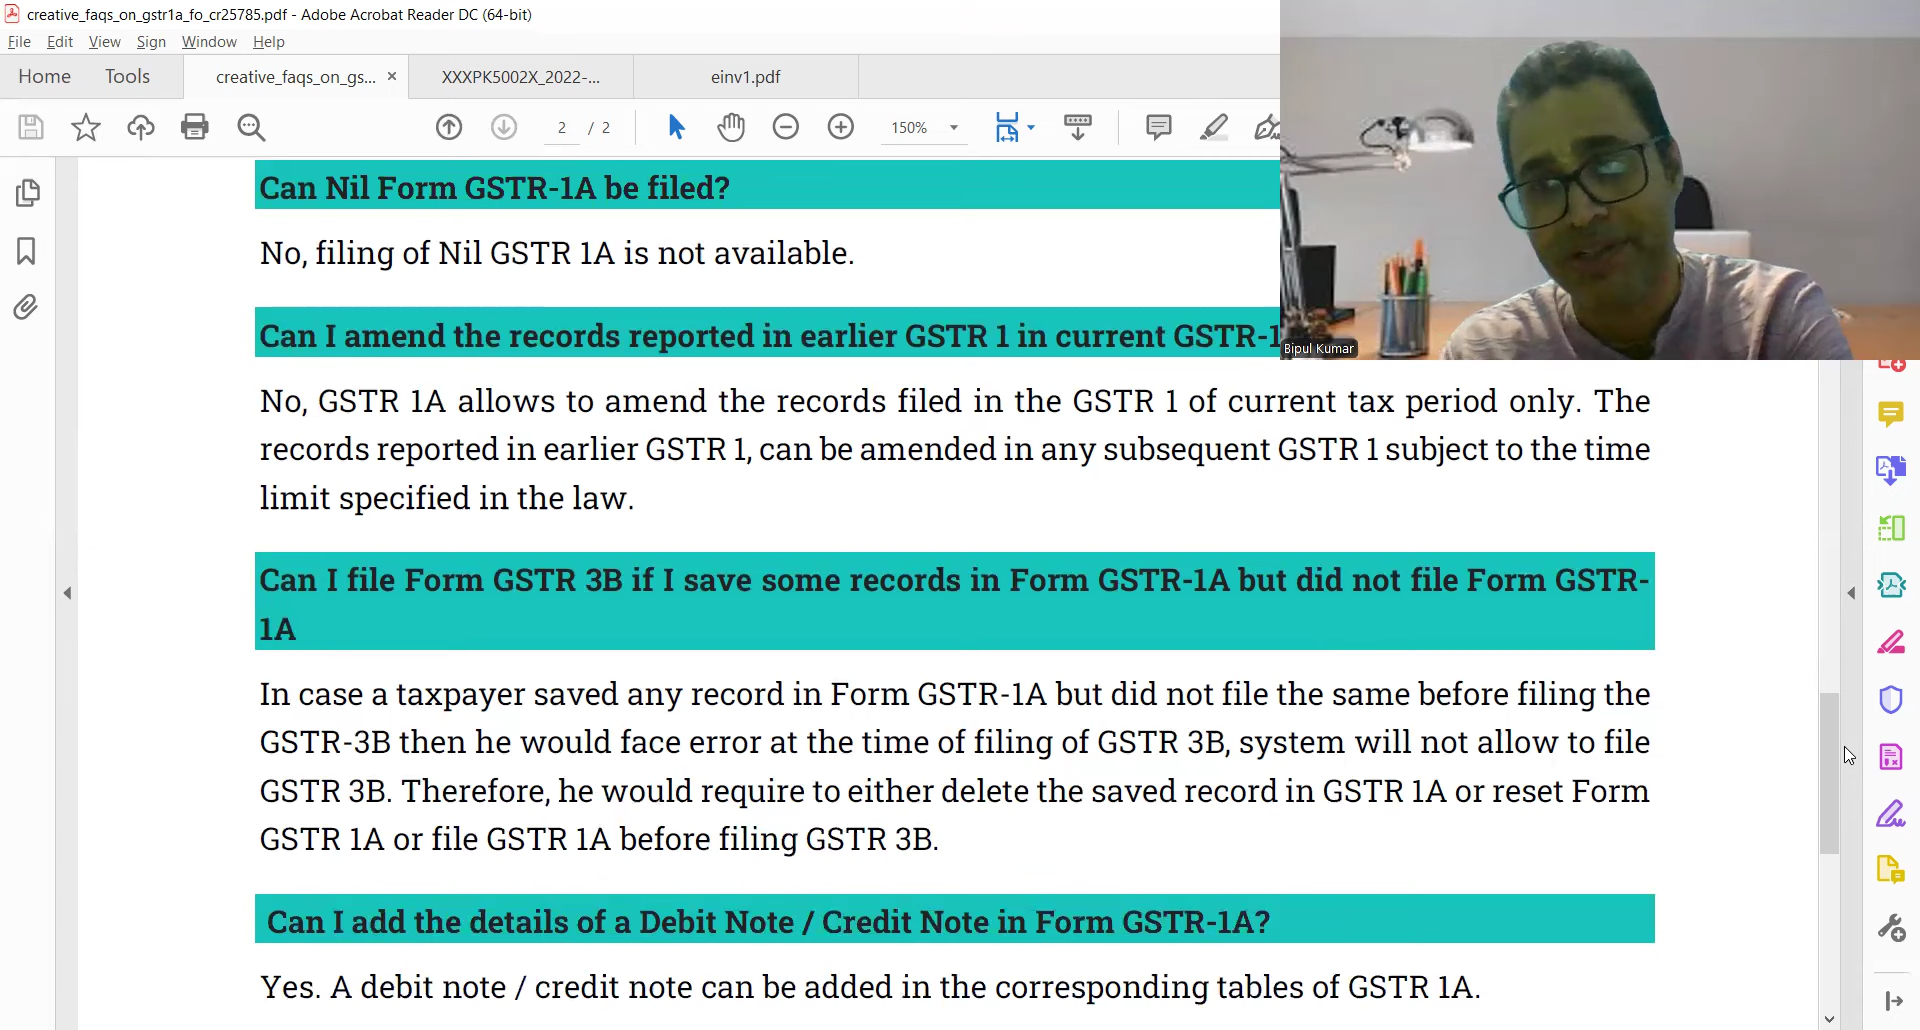 creative_faqs_on_gstr1a_fo_cr25785.pdf - Adobe Acrobat Reader DC (64-bit)
File Edit View Sign Window Help
Home Tools creative_faqs_on_gs... × XXXPK5002X_2022-... einv1.pdf
2 / 2 150%
Can Nil Form GSTR-1A be filed?
No, filing of Nil GSTR 1A is not available.
Can I amend the records reported in earlier GSTR 1 in current GSTR-1
Bipul Kumar
No, GSTR 1A allows to amend the records filed in the GSTR 1 of current tax period only. The
records reported in earlier GSTR 1, can be amended in any subsequent GSTR 1 subject to the time
limit specified in the law.
Can I file Form GSTR 3B if I save some records in Form GSTR-1A but did not file Form GSTR-
1A
In case a taxpayer saved any record in Form GSTR-1A but did not file the same before filing the
GSTR-3B then he would face error at the time of filing of GSTR 3B, system will not allow to file
GSTR 3B. Therefore, he would require to either delete the saved record in GSTR 1A or reset Form
GSTR 1A or file GSTR 1A before filing GSTR 3B.
Can I add the details of a Debit Note / Credit Note in Form GSTR-1A?
Yes. A debit note / credit note can be added in the corresponding tables of GSTR 1A.